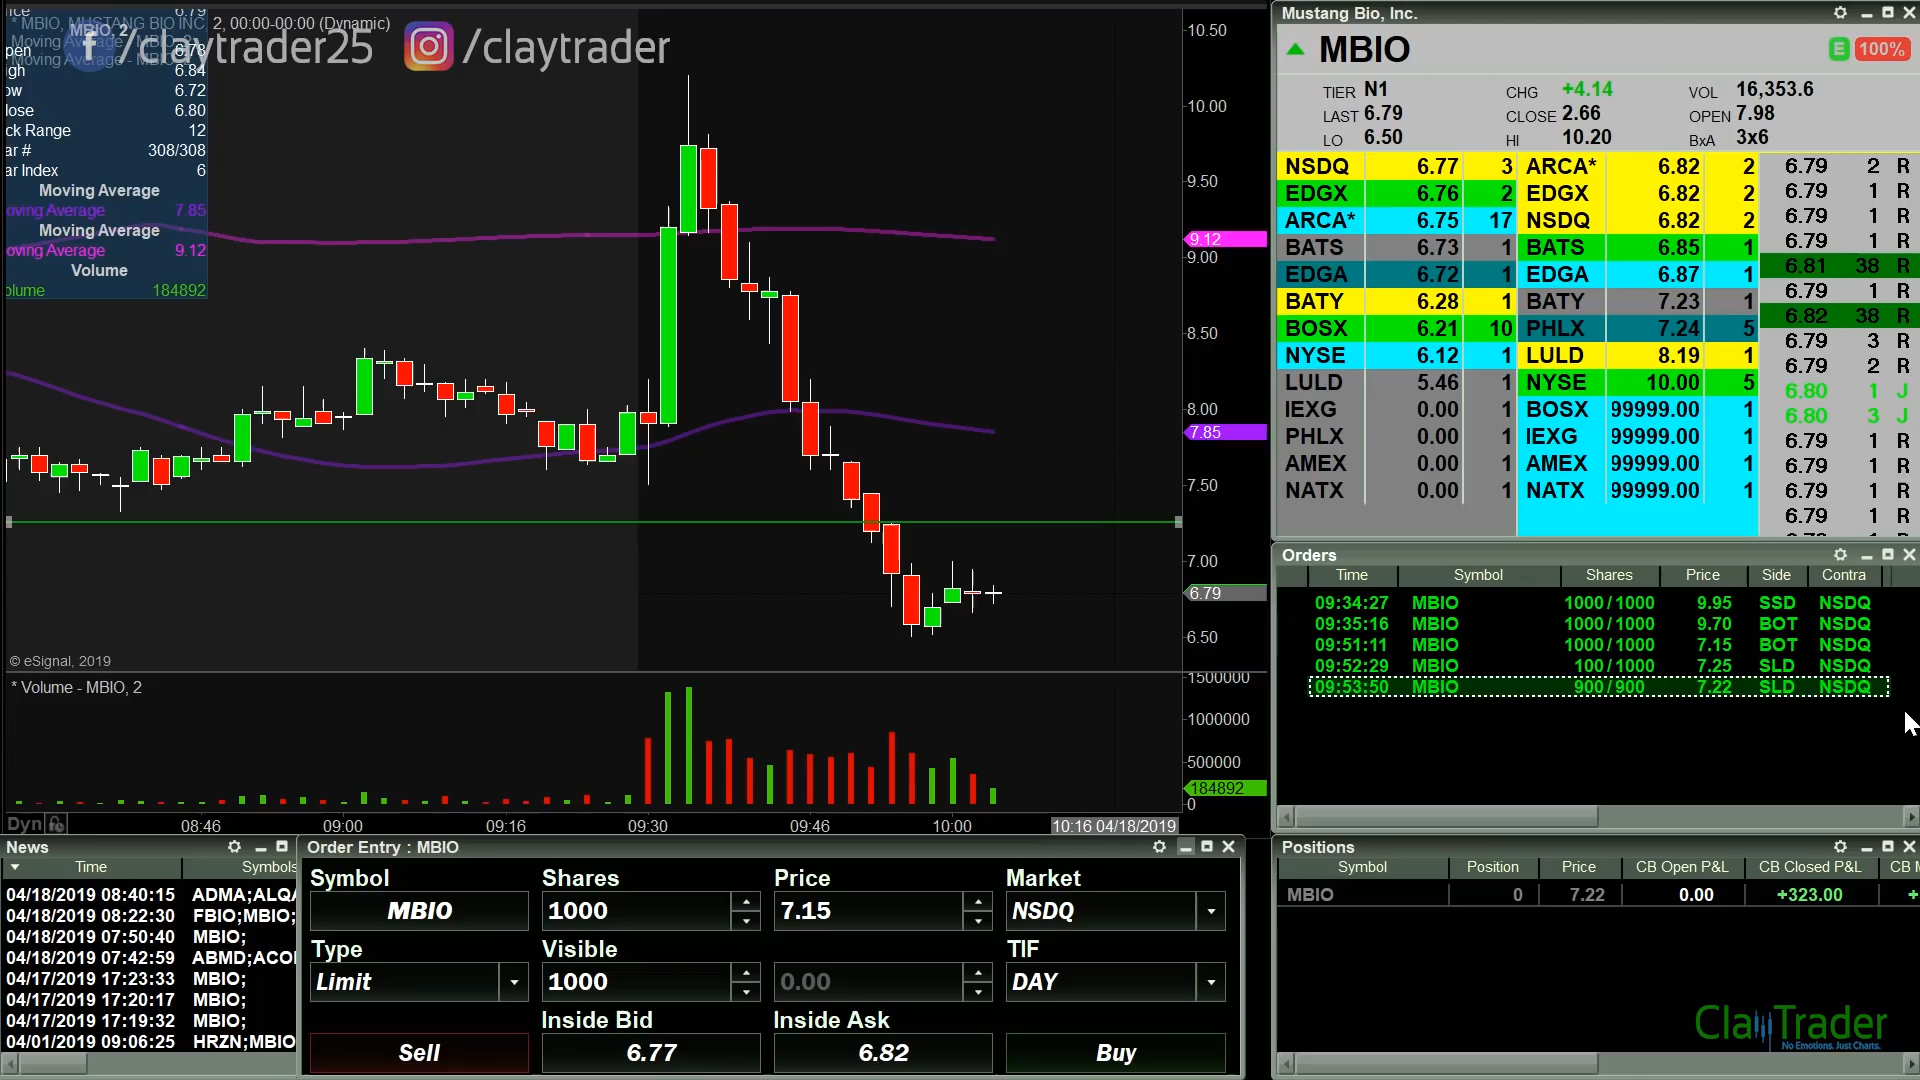 ice 6.79
* MBIO, MUSTANG BIO INC, 2, 00:00-00:00 (Dynamic)
MBIO, 2
Moving Average - MBIO, 2
pen 6.78
Moving Average - MBIO
f /claytrader25 /claytrader
gh 6.84
ow 6.72
lose 6.80
ck Range 12
ar # 308/308
ar Index 6
Moving Average
oving Average 7.85
Moving Average
oving Average 9.12
Volume
olume 184892
10.50
10.00
9.50
9.12
9.00
8.50
8.00
7.85
7.50
7.00
6.79
6.50
© eSignal, 2019
* Volume - MBIO, 2
1500000
1000000
500000
184892
0
Dyn 08:46 09:00 09:16 09:30 09:46 10:00 10:16 04/18/2019
Mustang Bio, Inc.
MBIO E 100%
TIER N1 CHG +4.14 VOL 16,353.6
LAST 6.79 CLOSE 2.66 OPEN 7.98
LO 6.50 HI 10.20 BxA 3x6
NSDQ 6.77 3 ARCA* 6.82 2
EDGX 6.76 2 EDGX 6.82 2
ARCA* 6.75 17 NSDQ 6.82 2
BATS 6.73 1 BATS 6.85 1
EDGA 6.72 1 EDGA 6.87 1
BATY 6.28 1 BATY 7.23 1
BOSX 6.21 10 PHLX 7.24 5
NYSE 6.12 1 LULD 8.19 1
LULD 5.46 1 NYSE 10.00 5
IEXG 0.00 1 BOSX 99999.00 1
PHLX 0.00 1 IEXG 99999.00 1
AMEX 0.00 1 AMEX 99999.00 1
NATX 0.00 1 NATX 99999.00 1
6.79 2 R
6.79 1 R
6.79 1 R
6.79 1 R
6.81 38 R
6.79 1 R
6.82 38 R
6.79 3 R
6.79 2 R
6.80 1 J
6.80 3 J
6.79 1 R
6.79 1 R
6.79 1 R
6.79 1 R
Orders
Time Symbol Shares Price Side Contra
09:34:27 MBIO 1000/1000 9.95 SSD NSDQ
09:35:16 MBIO 1000/1000 9.70 BOT NSDQ
09:51:11 MBIO 1000/1000 7.15 BOT NSDQ
09:52:29 MBIO 100/1000 7.25 SLD NSDQ
09:53:50 MBIO 900/900 7.22 SLD NSDQ
News
Time Symbols
04/18/2019 08:40:15 ADMA;ALQA
04/18/2019 08:22:30 FBIO;MBIO;
04/18/2019 07:50:40 MBIO;
04/18/2019 07:42:59 ABMD;ACOI
04/17/2019 17:23:33 MBIO;
04/17/2019 17:20:17 MBIO;
04/17/2019 17:19:32 MBIO;
04/01/2019 09:06:25 HRZN;MBIO
Order Entry : MBIO
Symbol Shares Price Market
MBIO 1000 7.15 NSDQ
Type Visible TIF
Limit 1000 0.00 DAY
Inside Bid Inside Ask
Sell 6.77 6.82 Buy
Positions
Symbol Position Price CB Open P&L CB Closed P&L CB M
MBIO 0 7.22 0.00 +323.00 +
ClayTrader
No Emotions. Just Charts.